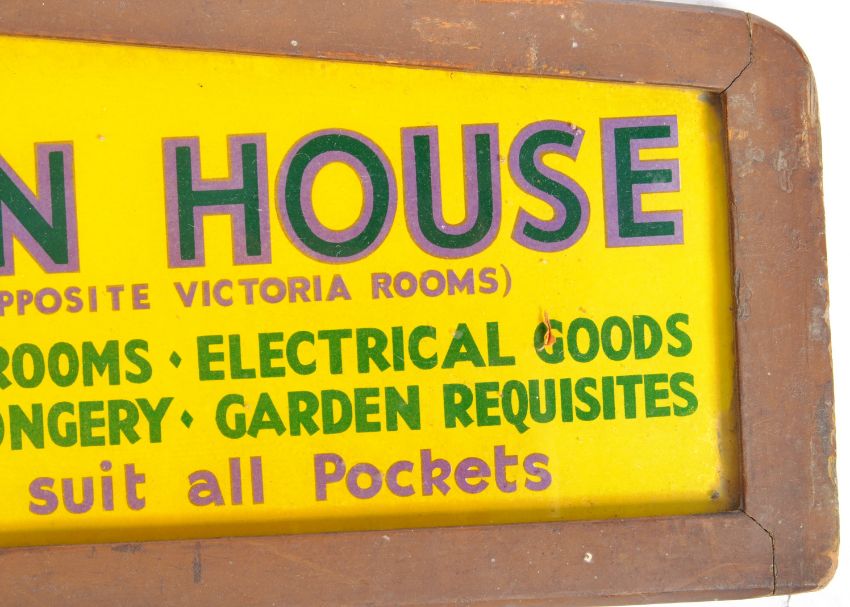 N HOUSE
PPOSITE VICTORIA ROOMS)
ROOMS · ELECTRICAL GOODS
ONGERY · GARDEN REQUISITES
suit all Pockets